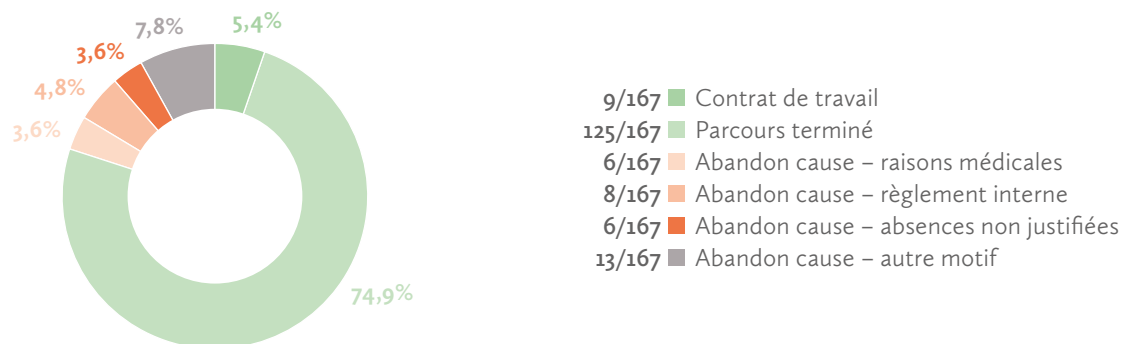 5,4%
7,8%
3,6%
4,8%
3,6%
74,9%
9/167 Contrat de travail
125/167 Parcours terminé
6/167 Abandon cause – raisons médicales
8/167 Abandon cause – règlement interne
6/167 Abandon cause – absences non justifiées
13/167 Abandon cause – autre motif